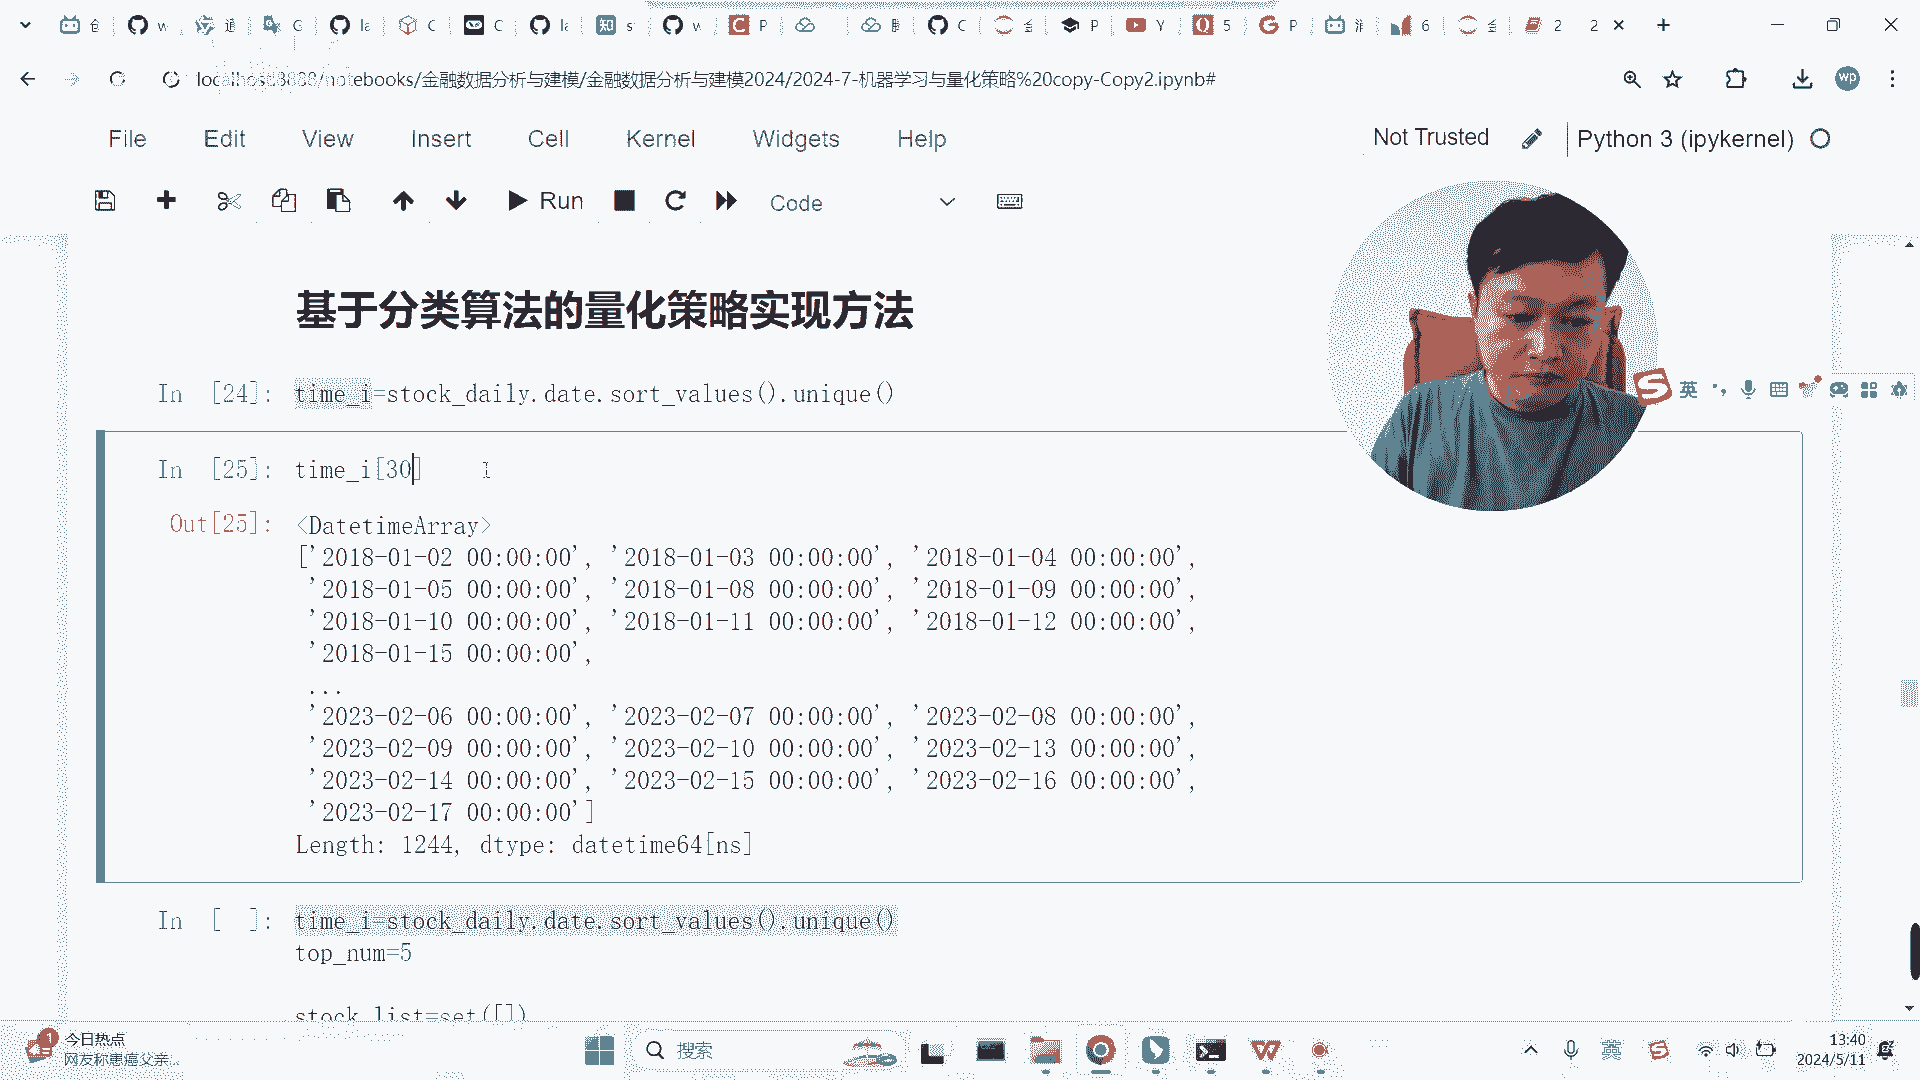 localhost:8888/notebooks/金融数据分析与建模/金融数据分析与建模2024/2024-7-机器学习与量化策略%20copy-Copy2.ipynb#
wp
File Edit View Insert Cell Kernel Widgets Help
Not Trusted Python 3 (ipykernel)
Run Code
基于分类算法的量化策略实现方法
In [24]: time_i=stock_daily.date.sort_values().unique()
英
In [25]: time_i[30]
Out[25]: <DatetimeArray>
['2018-01-02 00:00:00', '2018-01-03 00:00:00', '2018-01-04 00:00:00',
'2018-01-05 00:00:00', '2018-01-08 00:00:00', '2018-01-09 00:00:00',
'2018-01-10 00:00:00', '2018-01-11 00:00:00', '2018-01-12 00:00:00',
'2018-01-15 00:00:00',
...
'2023-02-06 00:00:00', '2023-02-07 00:00:00', '2023-02-08 00:00:00',
'2023-02-09 00:00:00', '2023-02-10 00:00:00', '2023-02-13 00:00:00',
'2023-02-14 00:00:00', '2023-02-15 00:00:00', '2023-02-16 00:00:00',
'2023-02-17 00:00:00']
Length: 1244, dtype: datetime64[ns]
In [ ]: time_i=stock_daily.date.sort_values().unique()
top_num=5
stock_list=set([])
1 今日热点
网友称患癌父亲...
搜索
英
13:40
2024/5/11